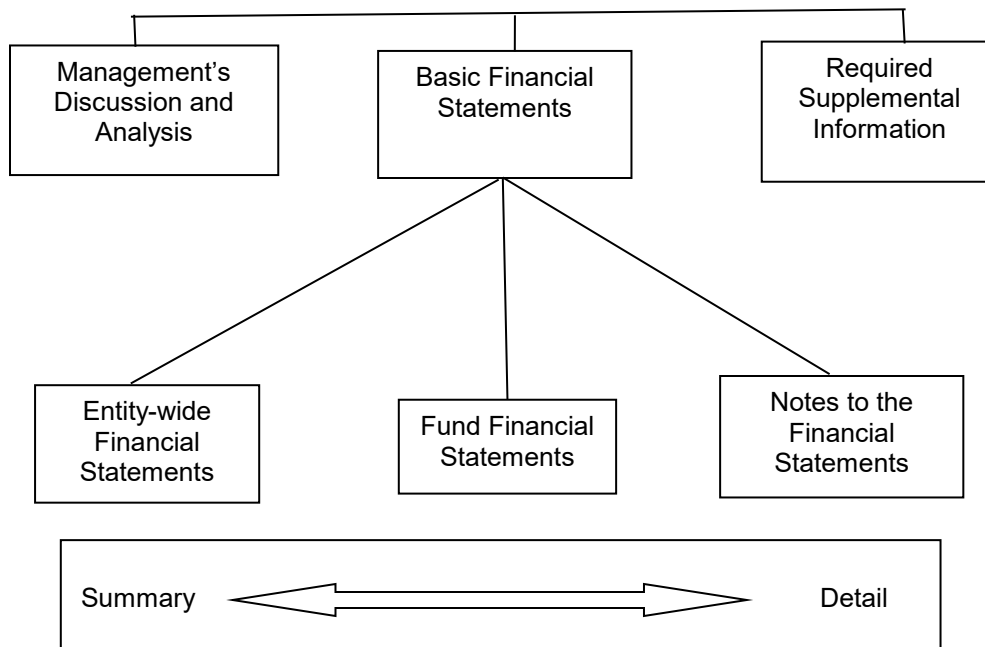 Management’s
Discussion and
Analysis
Basic Financial
Statements
Required
Supplemental
Information
Entity-wide
Financial
Statements
Fund Financial
Statements
Notes to the
Financial
Statements
Summary
Detail